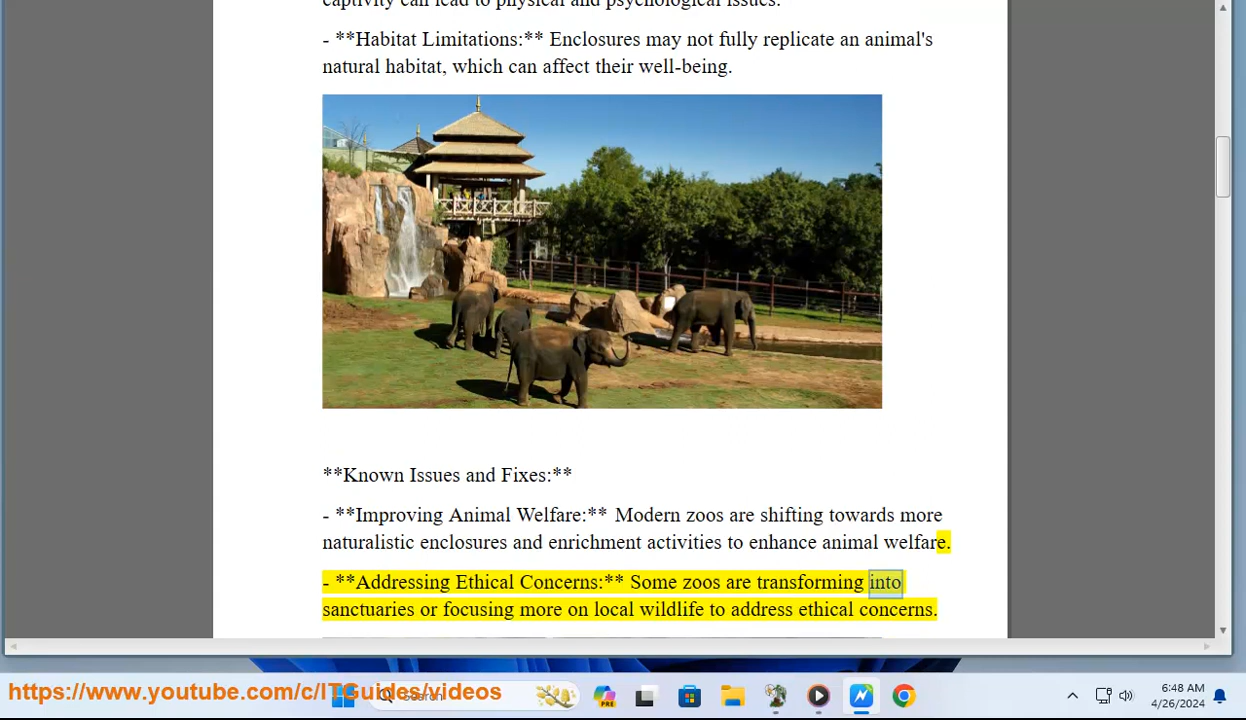 captivity can lead to physical and psychological issues.
- **Habitat Limitations:** Enclosures may not fully replicate an animal's
natural habitat, which can affect their well-being.
**Known Issues and Fixes:**
- **Improving Animal Welfare:** Modern zoos are shifting towards more
naturalistic enclosures and enrichment activities to enhance animal welfare.
- **Addressing Ethical Concerns:** Some zoos are transforming into
sanctuaries or focusing more on local wildlife to address ethical concerns.
https://www.youtube.com/c/ITGuides/videos
Search
PRE
6:48 AM
4/26/2024